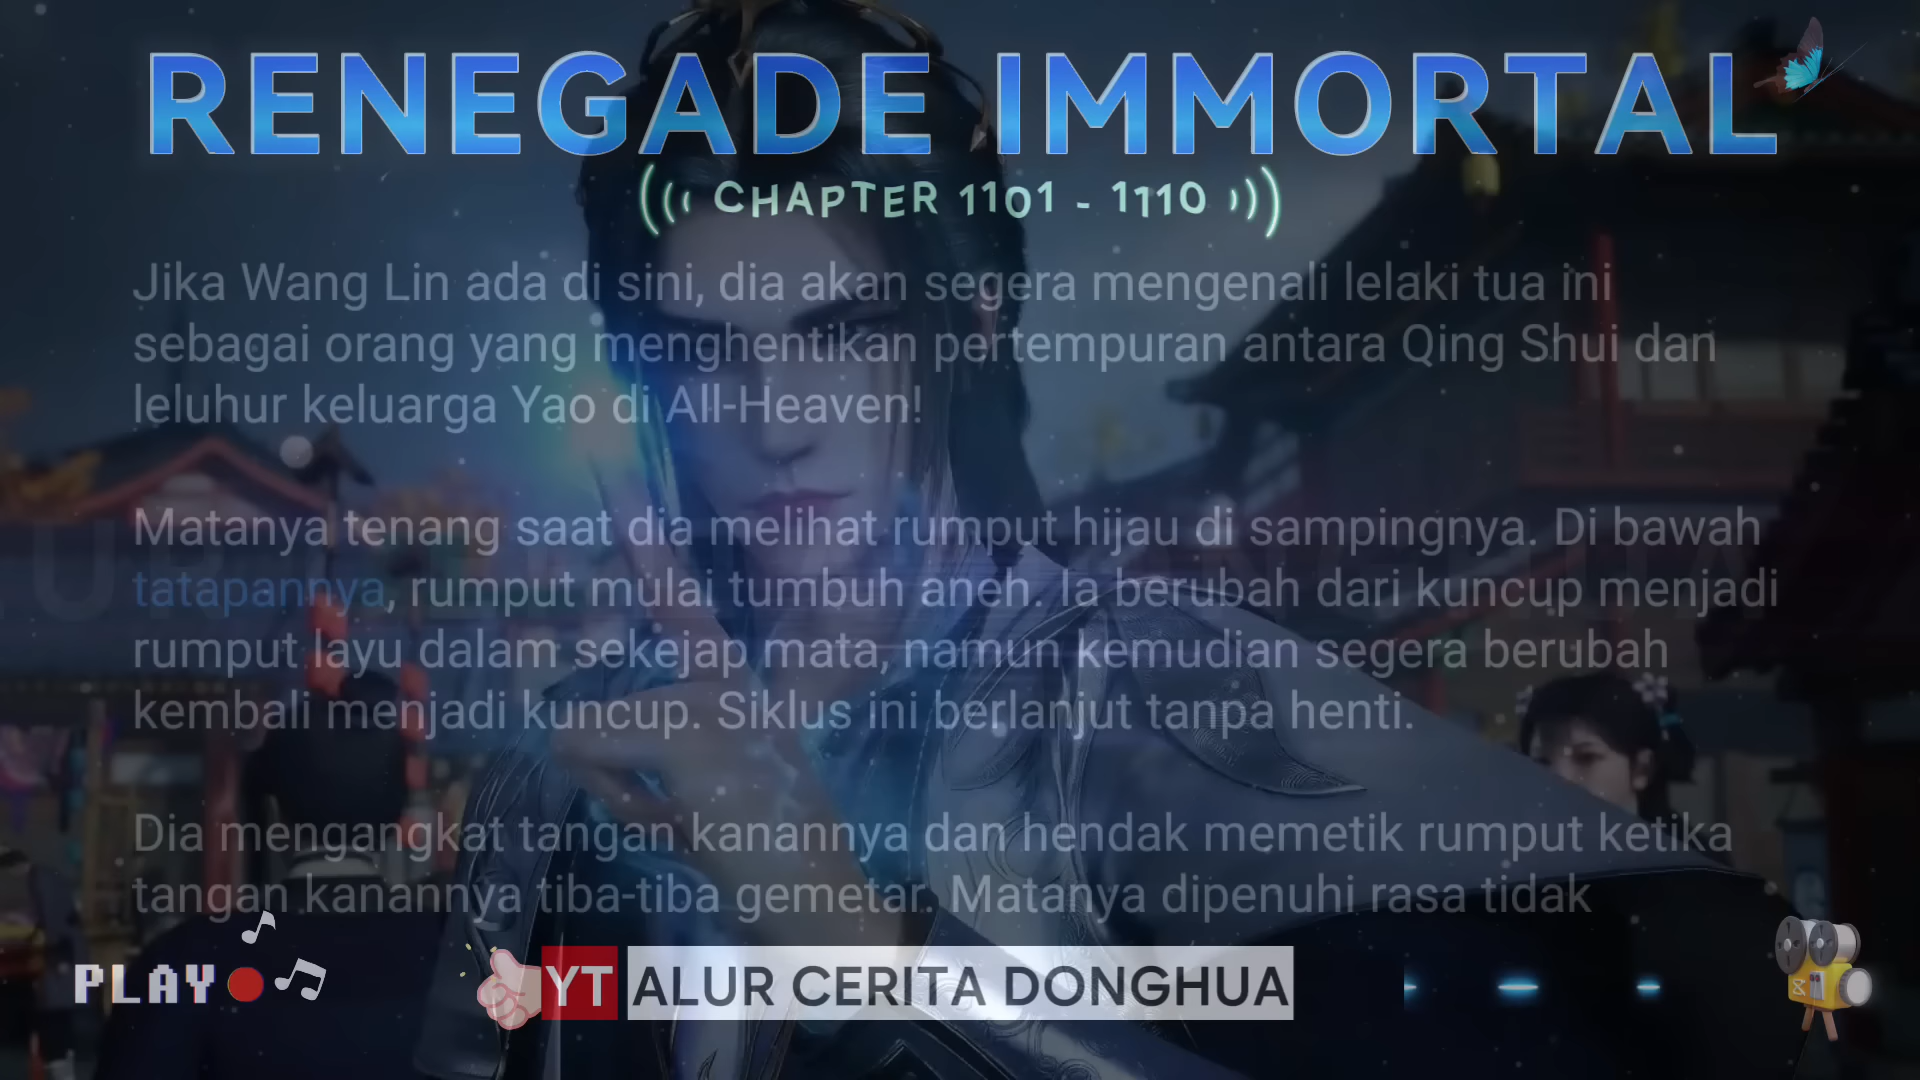 RENEGADE IMMORTAL
CHAPTER 1101 - 1110
Jika Wang Lin ada di sini, dia akan segera mengenali lelaki tua ini
sebagai orang yang menghentikan pertempuran antara Qing Shui dan
leluhur keluarga Yao di All-Heaven!
Matanya tenang saat dia melihat rumput hijau di sampingnya. Di bawah
tatapannya, rumput mulai tumbuh aneh. Ia berubah dari kuncup menjadi
rumput layu dalam sekejap mata, namun kemudian segera berubah
kembali menjadi kuncup. Siklus ini berlanjut tanpa henti.
Dia mengangkat tangan kanannya dan hendak memetik rumput ketika
tangan kanannya tiba-tiba gemetar. Matanya dipenuhi rasa tidak
PLAY
YT ALUR CERITA DONGHUA